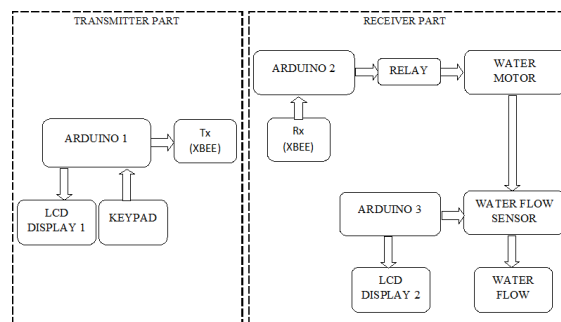 TRANSMITTER PART
ARDUINO 1
Tx
(XBEE)
LCD
DISPLAY 1
KEYPAD
RECEIVER PART
ARDUINO 2
RELAY
WATER
MOTOR
Rx
(XBEE)
ARDUINO 3
WATER FLOW
SENSOR
LCD
DISPLAY 2
WATER
FLOW